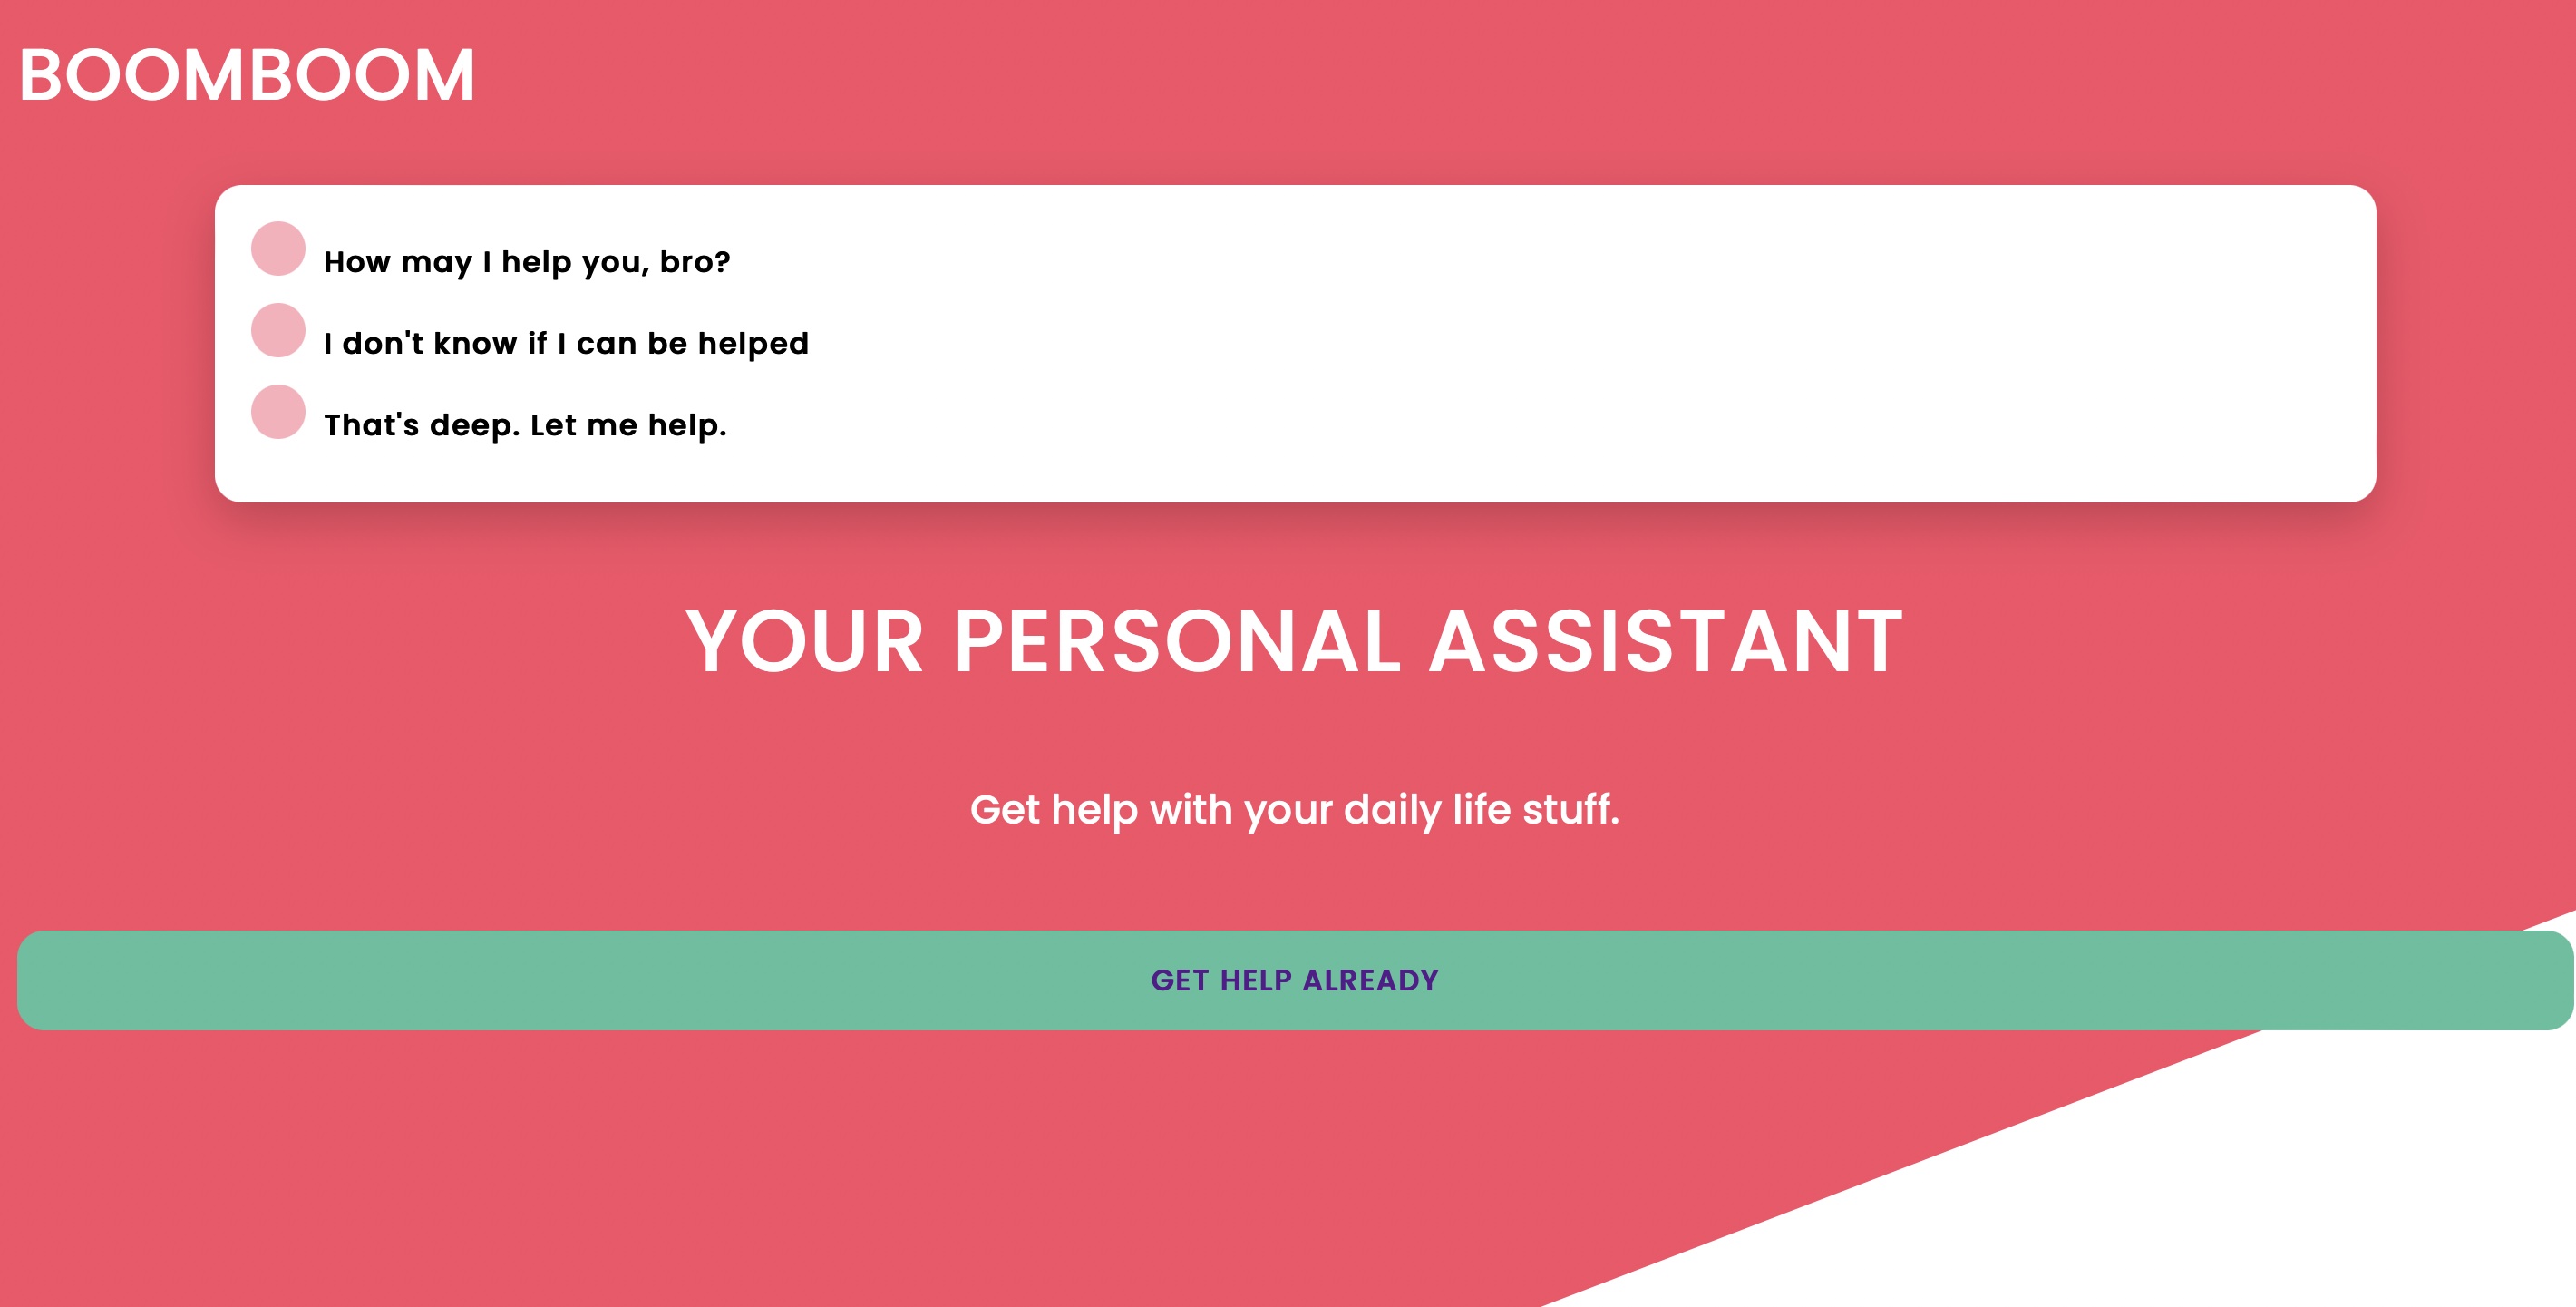 BOOMBOOM
How may I help you, bro?
I don't know if I can be helped
That's deep. Let me help.
YOUR PERSONAL ASSISTANT
Get help with your daily life stuff.
GET HELP ALREADY